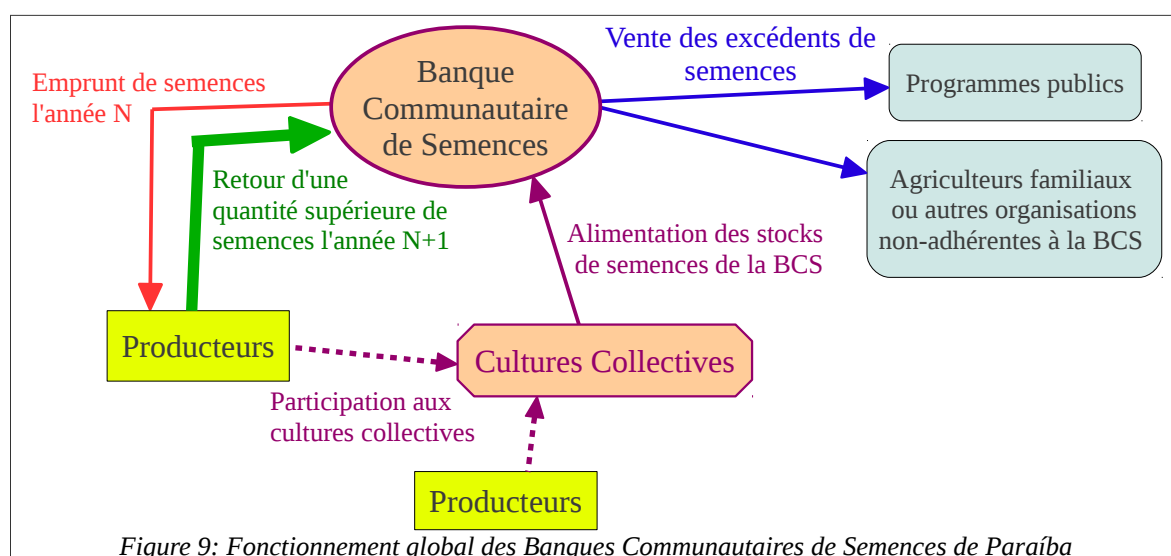 Emprunt de semences
l'année N
Banque
Communautaire
de Semences
Vente des excédents de
semences
Programmes publics
Retour d'une
quantité supérieure de
semences l'année N+1
Agriculteurs familiaux
ou autres organisations
non-adhérentes à la BCS
Alimentation des stocks
de semences de la BCS
Producteurs
Cultures Collectives
Participation aux
cultures collectives
Producteurs
Figure 9: Fonctionnement global des Banques Communautaires de Semences de Paraíba